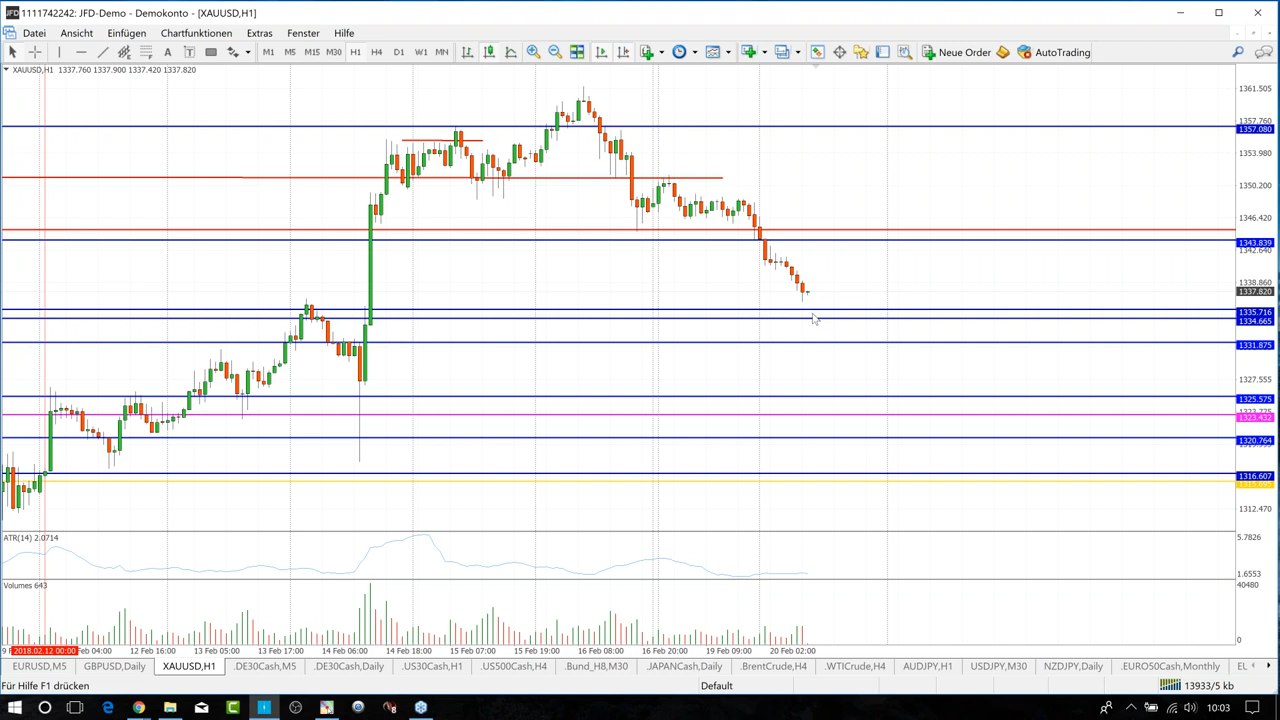 1111742242: JFD-Demo - Demokonto - [XAUUSD,H1]
Datei Ansicht Einfügen Chartfunktionen Extras Fenster Hilfe
M1 M5 M15 M30 H1 H4 D1 W1 MN Neue Order AutoTrading
XAUUSD,H1 1337.760 1337.900 1337.420 1337.820
1361.505
1357.760
1357.080
1353.980
1350.200
1346.420
1343.839
1342.640
1338.860
1337.820
1335.716
1334.665
1331.875
1327.555
1325.575
1323.775
1323.432
1320.764
1316.607
1312.470
ATR(14) 2.0714
5.7826
1.6553
Volumes 643
40480
0
2018.02.12 00:00 Feb 04:00 12 Feb 16:00 13 Feb 05:00 13 Feb 17:00 14 Feb 06:00 14 Feb 18:00 15 Feb 07:00 15 Feb 19:00 16 Feb 08:00 16 Feb 20:00 19 Feb 09:00 20 Feb 02:00
EURUSD,M5 GBPUSD,Daily XAUUSD,H1 .DE30Cash,M5 .DE30Cash,Daily .US30Cash,H1 .US500Cash,H4 .Bund_H8,M30 .JAPANCash,Daily .BrentCrude,H4 .WTICrude,H4 AUDJPY,H1 USDJPY,M30 NZDJPY,Daily .EURO50Cash,Monthly EL
Für Hilfe F1 drücken Default 13933/5 kb
10:03